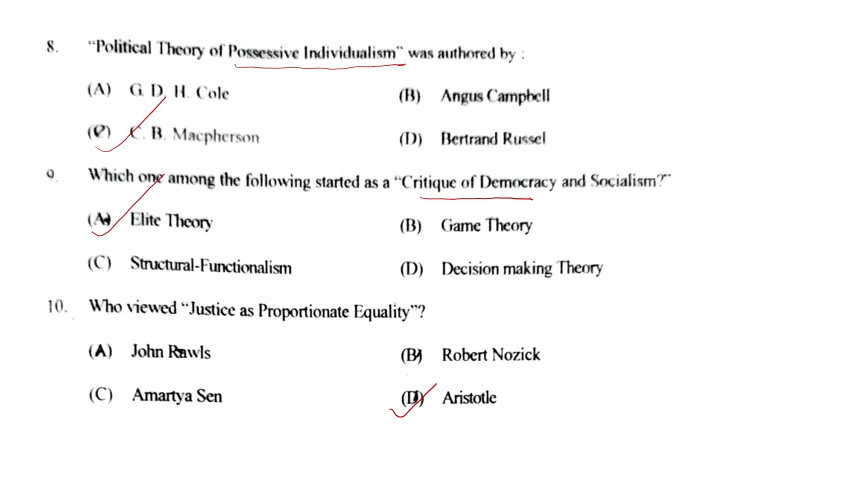 8. "Political Theory of Possessive Individualism" was authored by :
(A) G. D. H. Cole (B) Angus Campbell
(C) C. B. Macpherson (D) Bertrand Russel
9. Which one among the following started as a "Critique of Democracy and Socialism?"
(A) Elite Theory (B) Game Theory
(C) Structural-Functionalism (D) Decision making Theory
10. Who viewed "Justice as Proportionate Equality"?
(A) John Rawls (B) Robert Nozick
(C) Amartya Sen (D) Aristotle